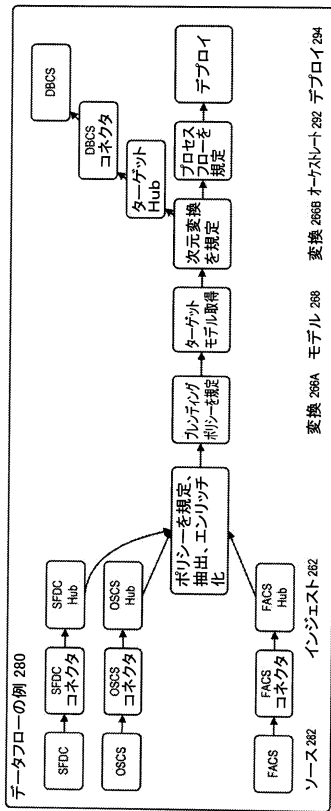 データフローの例 280
SFDC
SFDC
コネクタ
SFDC
Hub
OSCS
OSCS
コネクタ
OSCS
Hub
FACS
FACS
コネクタ
FACS
Hub
ポリシーを規定、
抽出、エンリッチ
化
ブレンディング
ポリシーを規定
ターゲット
モデル取得
次元変換
を規定
プロセス
フローを
規定
デプロイ
ターゲット
Hub
DBCS
コネクタ
DBCS
ソース 282
インジェスト 262
変換 266A
モデル 268
変換 266B
オーケストレート 292
デプロイ 294